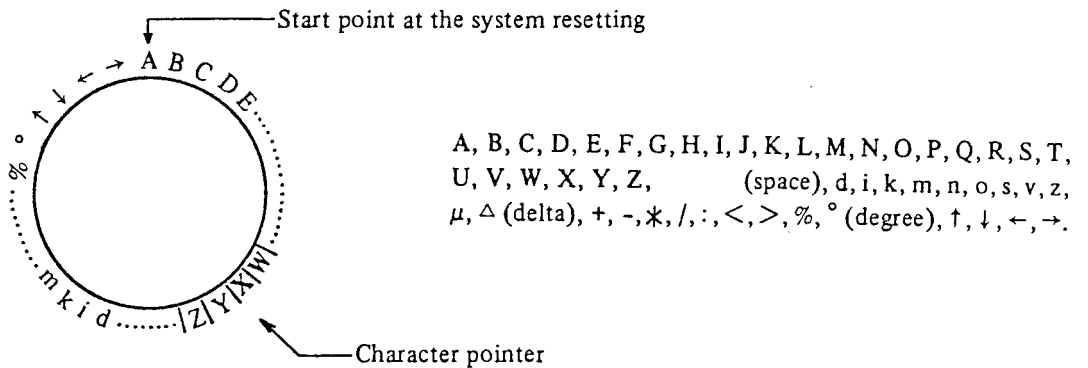 Start point at the system resetting
% ° ↑ ↓ ← → A B C D E
A, B, C, D, E, F, G, H, I, J, K, L, M, N, O, P, Q, R, S, T,
U, V, W, X, Y, Z, (space), d, i, k, m, n, o, s, v, z,
μ, △ (delta), +, -, *, /, :, <, >, %, ° (degree), ↑, ↓, ←, →.
m k i d ........ |Z|Y|X|W|
Character pointer